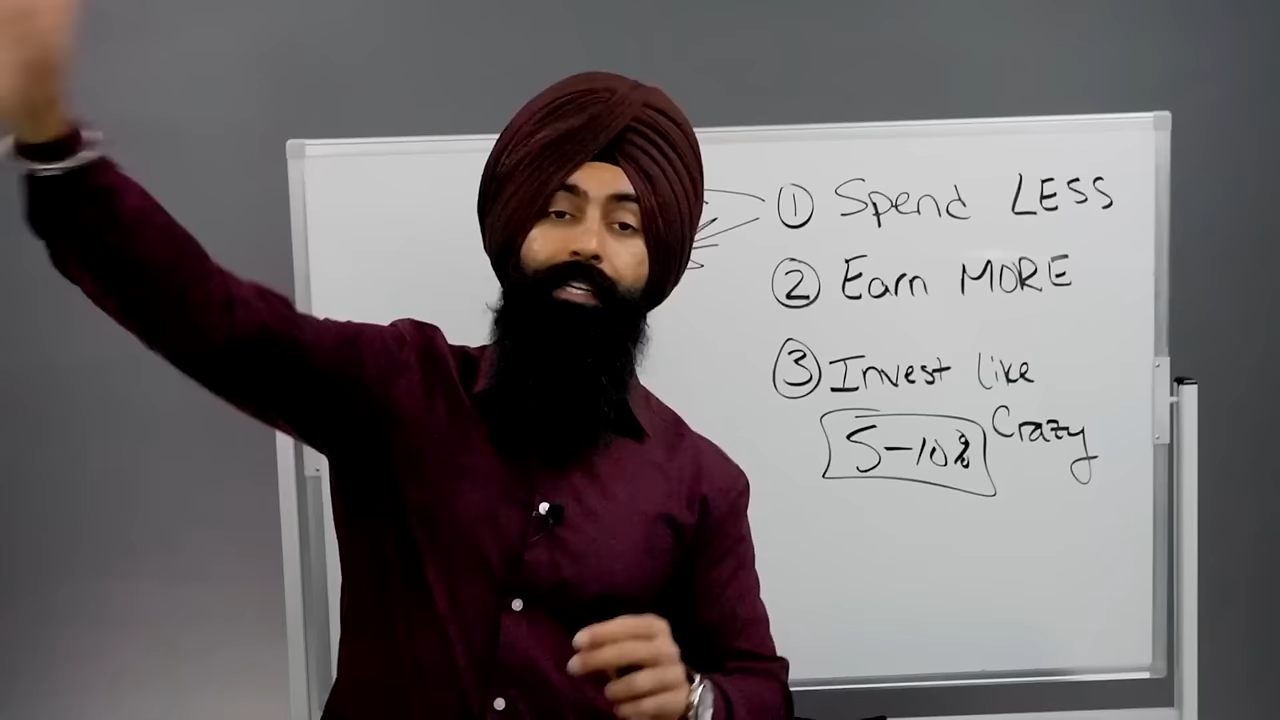 ① Spend LESS
② Earn MORE
③ Invest like
Crazy
5-10%